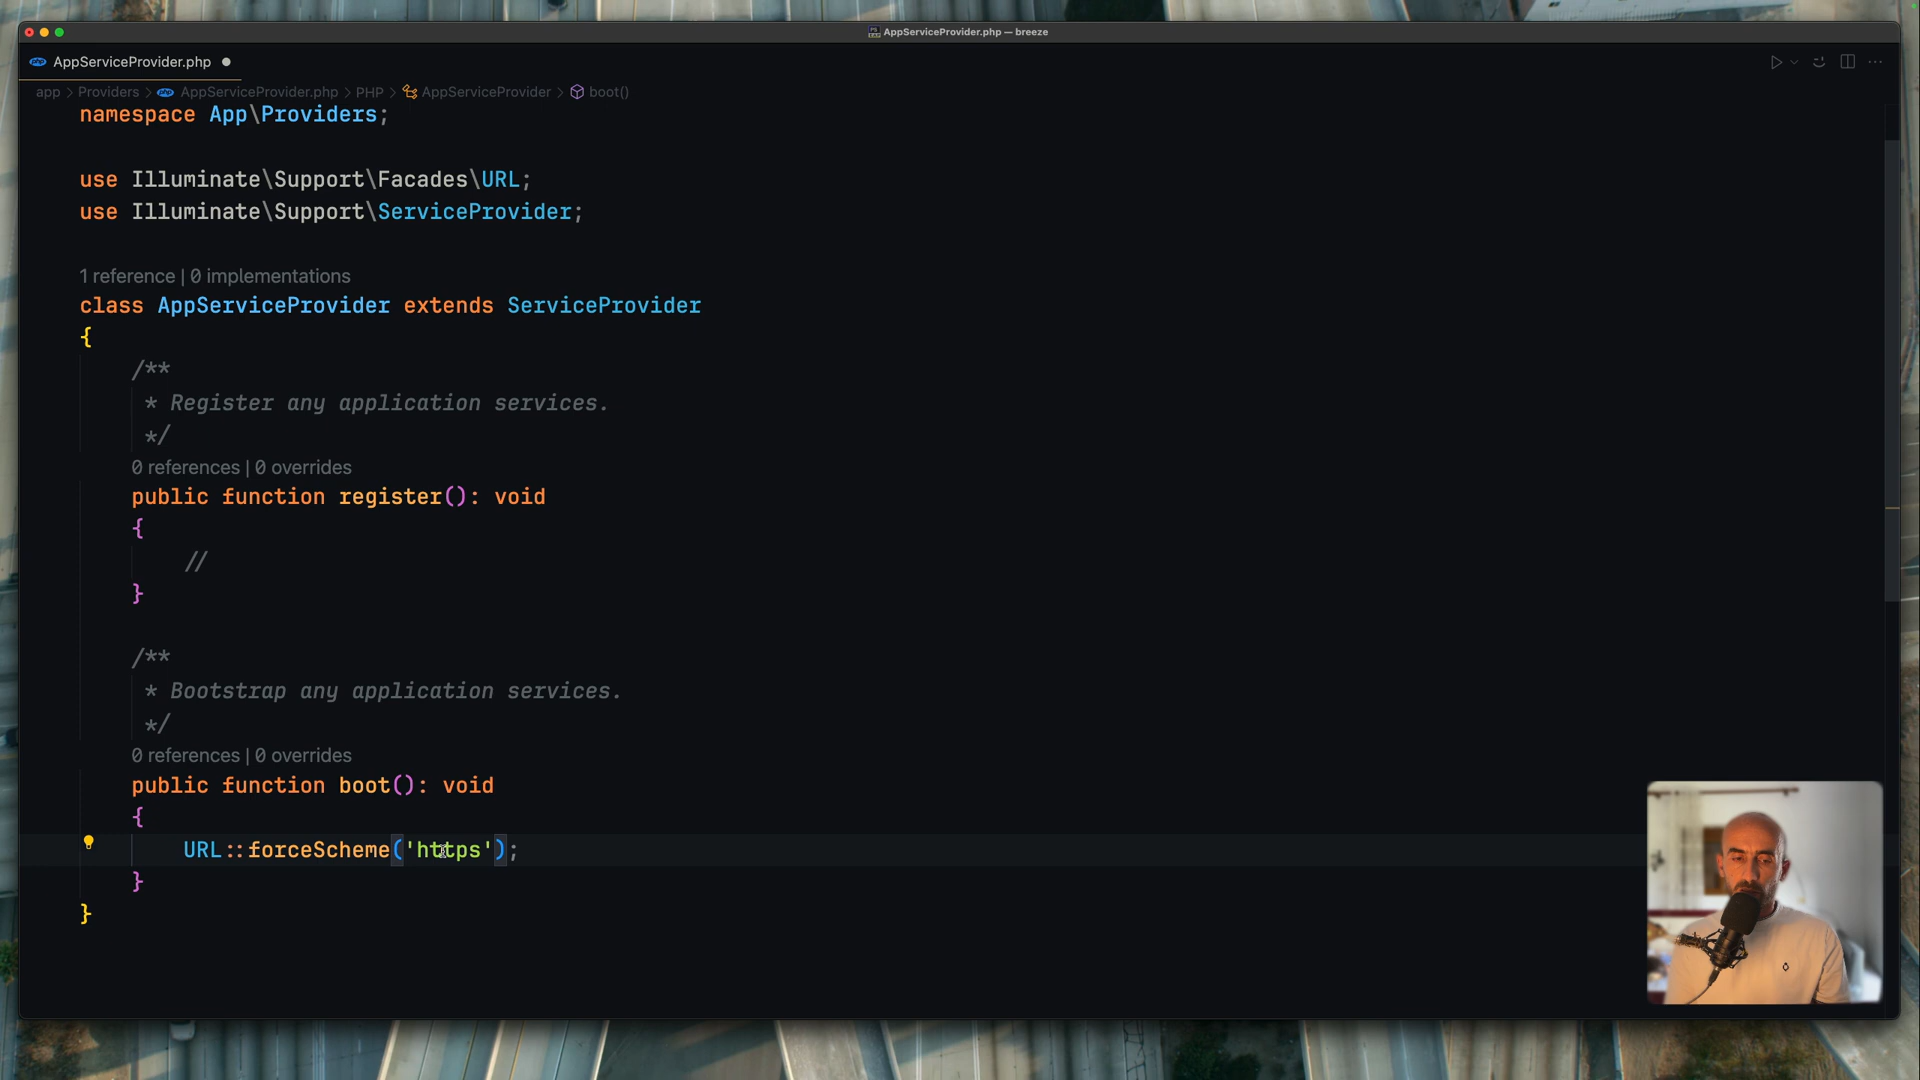 AppServiceProvider.php — breeze
AppServiceProvider.php
app > Providers > AppServiceProvider.php > PHP > AppServiceProvider > boot()
namespace App\Providers;
use Illuminate\Support\Facades\URL;
use Illuminate\Support\ServiceProvider;
1 reference | 0 implementations
class AppServiceProvider extends ServiceProvider
{
/**
* Register any application services.
*/
0 references | 0 overrides
public function register(): void
{
//
}
/**
* Bootstrap any application services.
*/
0 references | 0 overrides
public function boot(): void
{
URL::forceScheme('https');
}
}